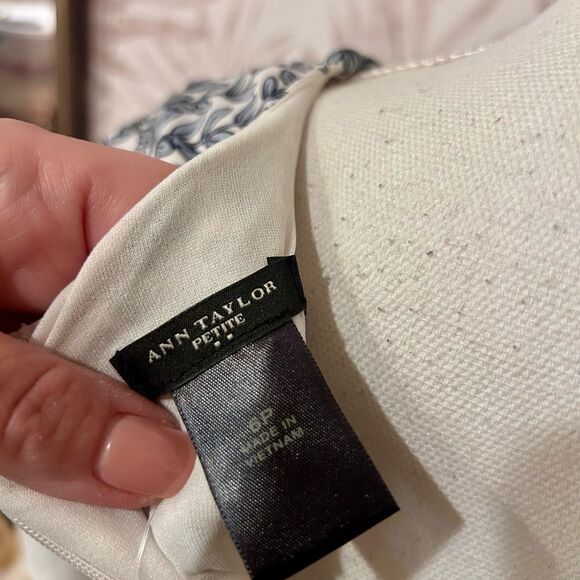 ANN TAYLOR
PETITE
6P
MADE IN
VIETNAM